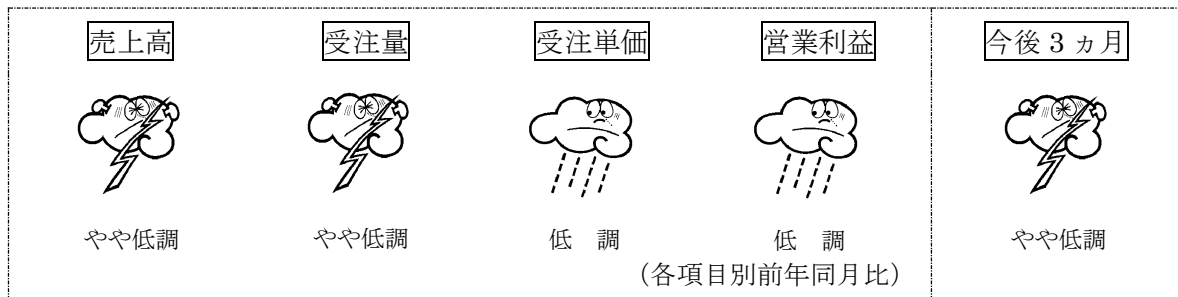 売上高 受注量 受注単価 営業利益 今後3ヵ月
やや低調 やや低調 低 調 低 調 やや低調
(各項目別前年同月比)